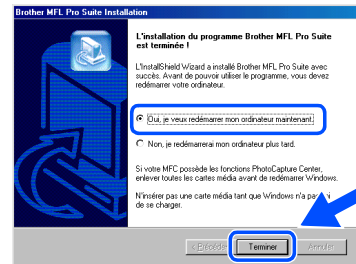 Brother MFL Pro Suite Installation
L'installation du programme Brother MFL Pro Suite
est terminée !
L'InstallShield Wizard a installé Brother MFL Pro Suite avec
succès. Avant de pouvoir utiliser le programme, vous devez
redémarrer votre ordinateur.
Oui, je veux redémarrer mon ordinateur maintenant.
Non, je redémarrerai mon ordinateur plus tard.
Si votre MFC possède les fonctions PhotoCapture Center,
enlever toutes les cartes média avant de redémarrer Windows.
N'insérer pas une carte média tant que Windows n'a
de se charger.
< Précédent
Terminer
Annuler